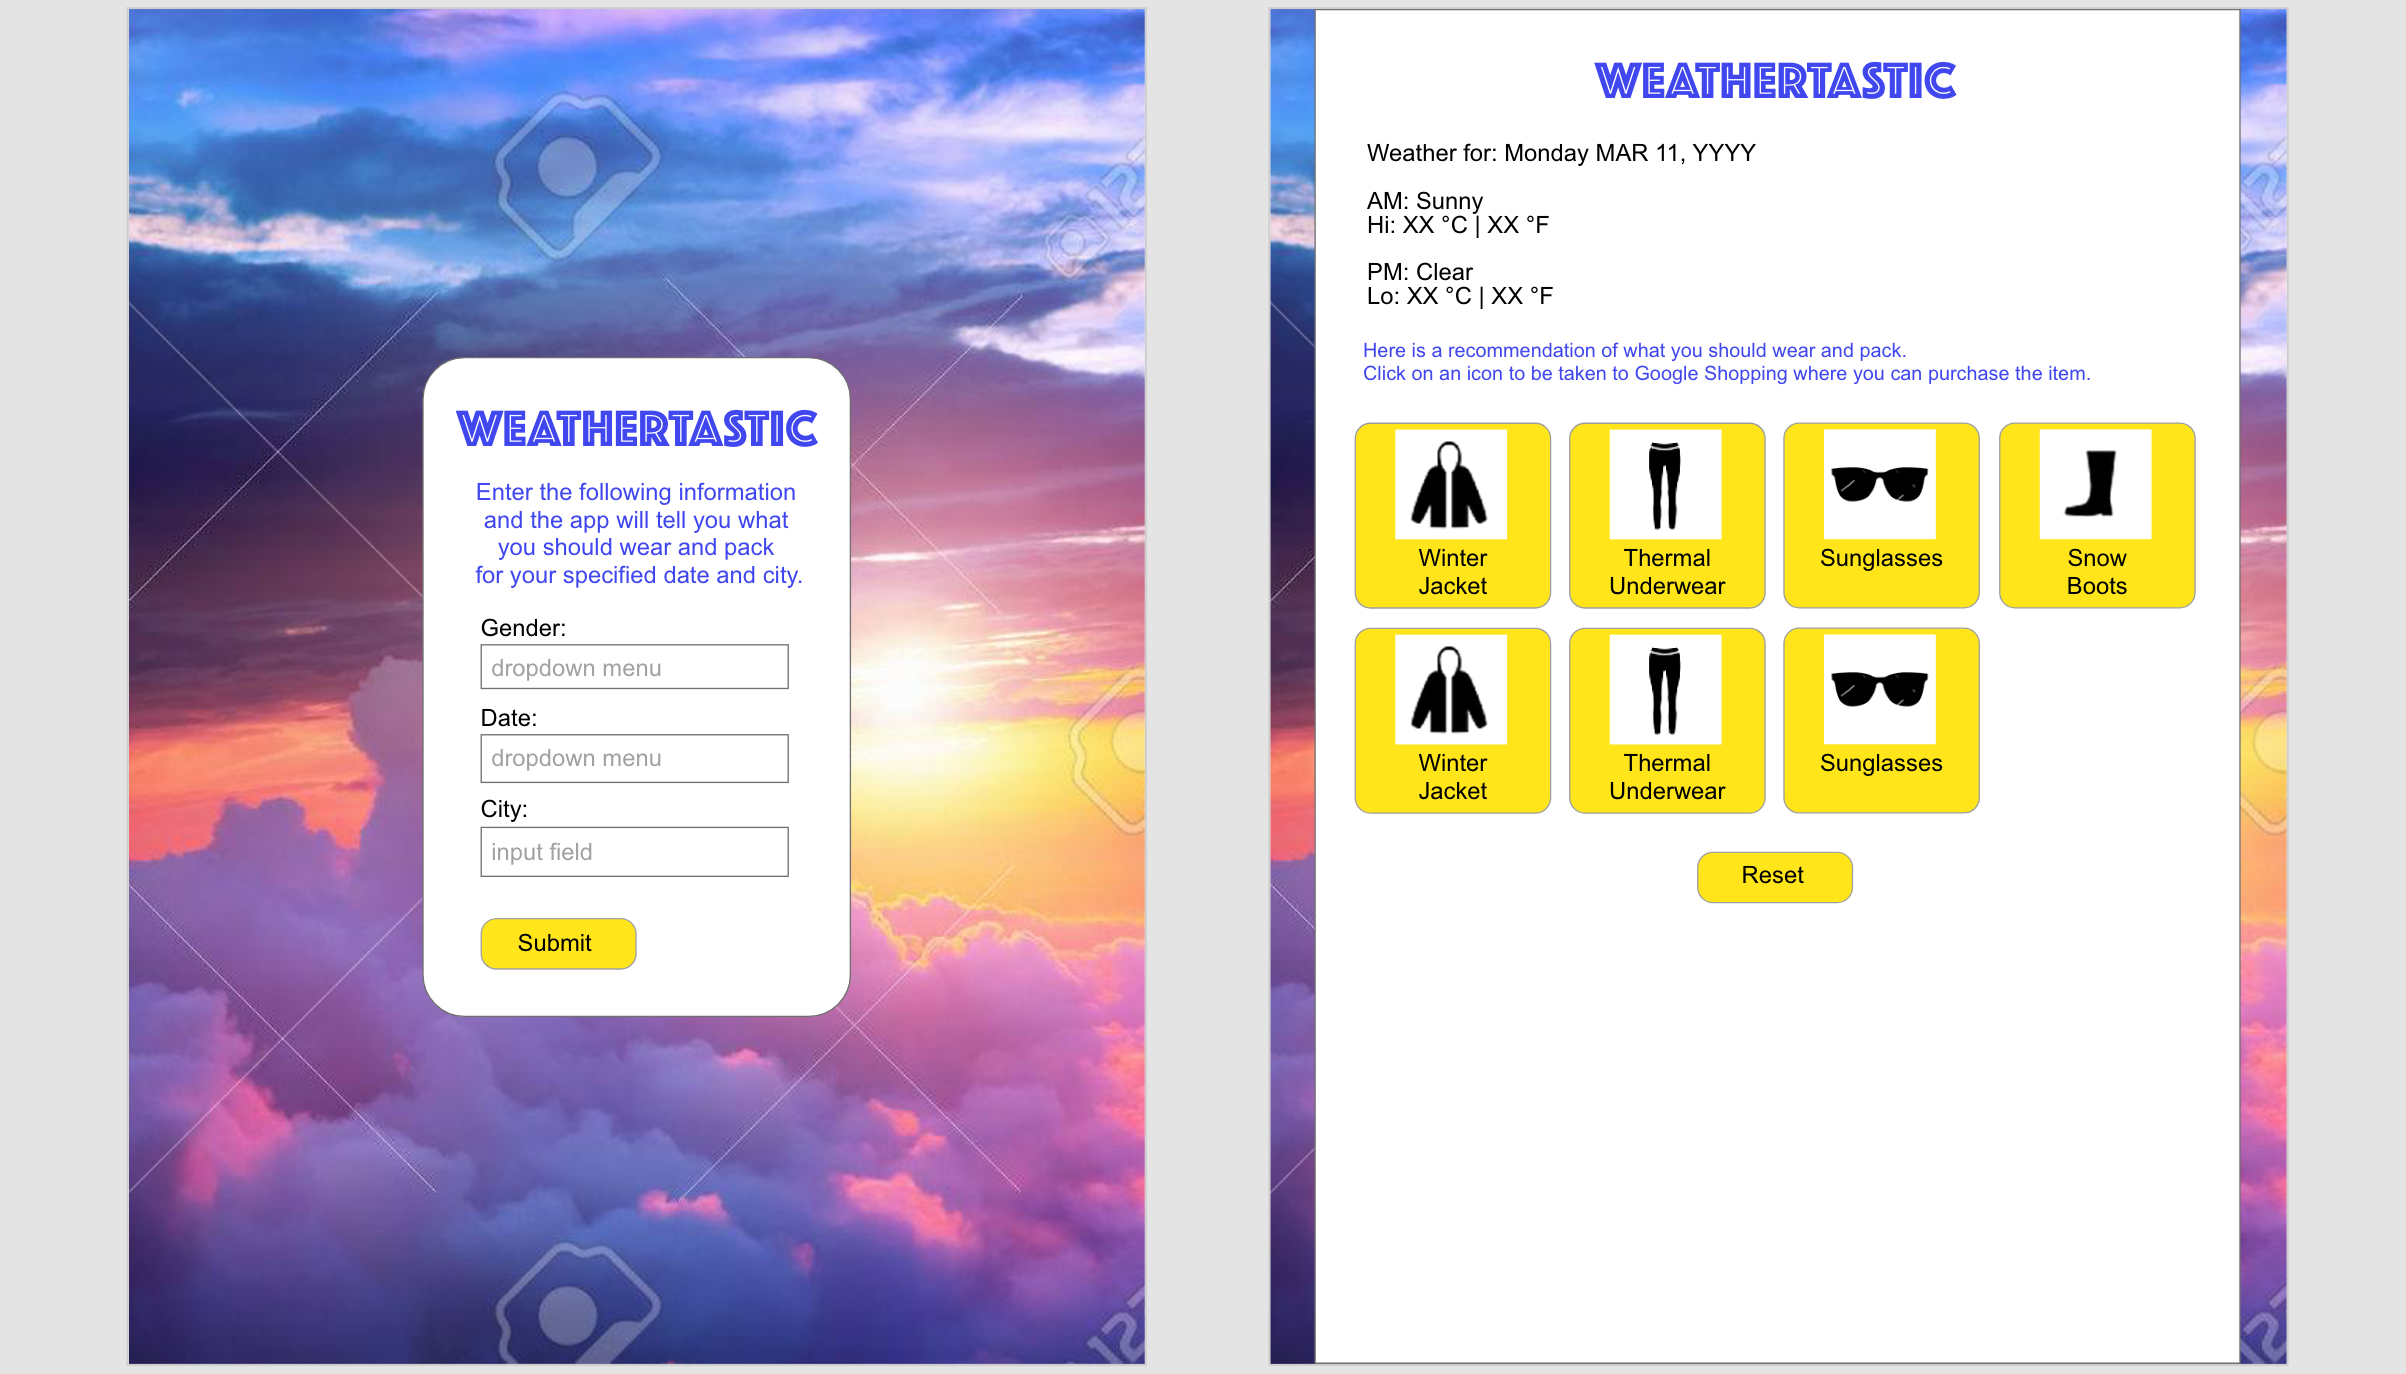 WEATHERTASTIC
Enter the following information
and the app will tell you what
you should wear and pack
for your specified date and city.
Gender:
dropdown menu
Date:
dropdown menu
City:
input field
Submit
WEATHERTASTIC
Weather for: Monday MAR 11, YYYY
AM: Sunny
Hi: XX °C | XX °F
PM: Clear
Lo: XX °C | XX °F
Here is a recommendation of what you should wear and pack.
Click on an icon to be taken to Google Shopping where you can purchase the item.
Winter
Jacket
Thermal
Underwear
Sunglasses
Snow
Boots
Winter
Jacket
Thermal
Underwear
Sunglasses
Reset